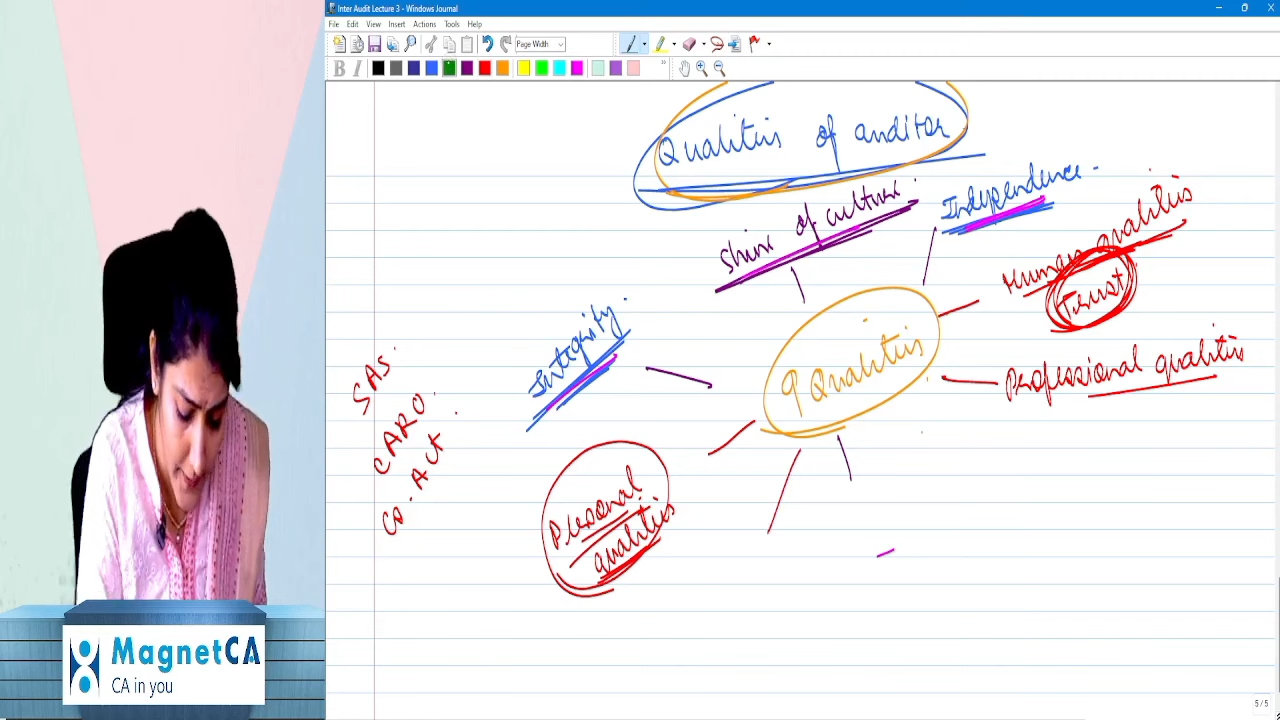 Inter Audit Lecture 3 - Windows Journal
File Edit View Insert Actions Tools Help
Page Width
B I
Qualities of auditor
Shine of culture.
Independence.
Human qualities
Trust
Integrity.
9 Qualities
Professional qualities
SAs.
CARO.
Co. Act
Personal
qualities
MagnetCA
CA in you
5/5